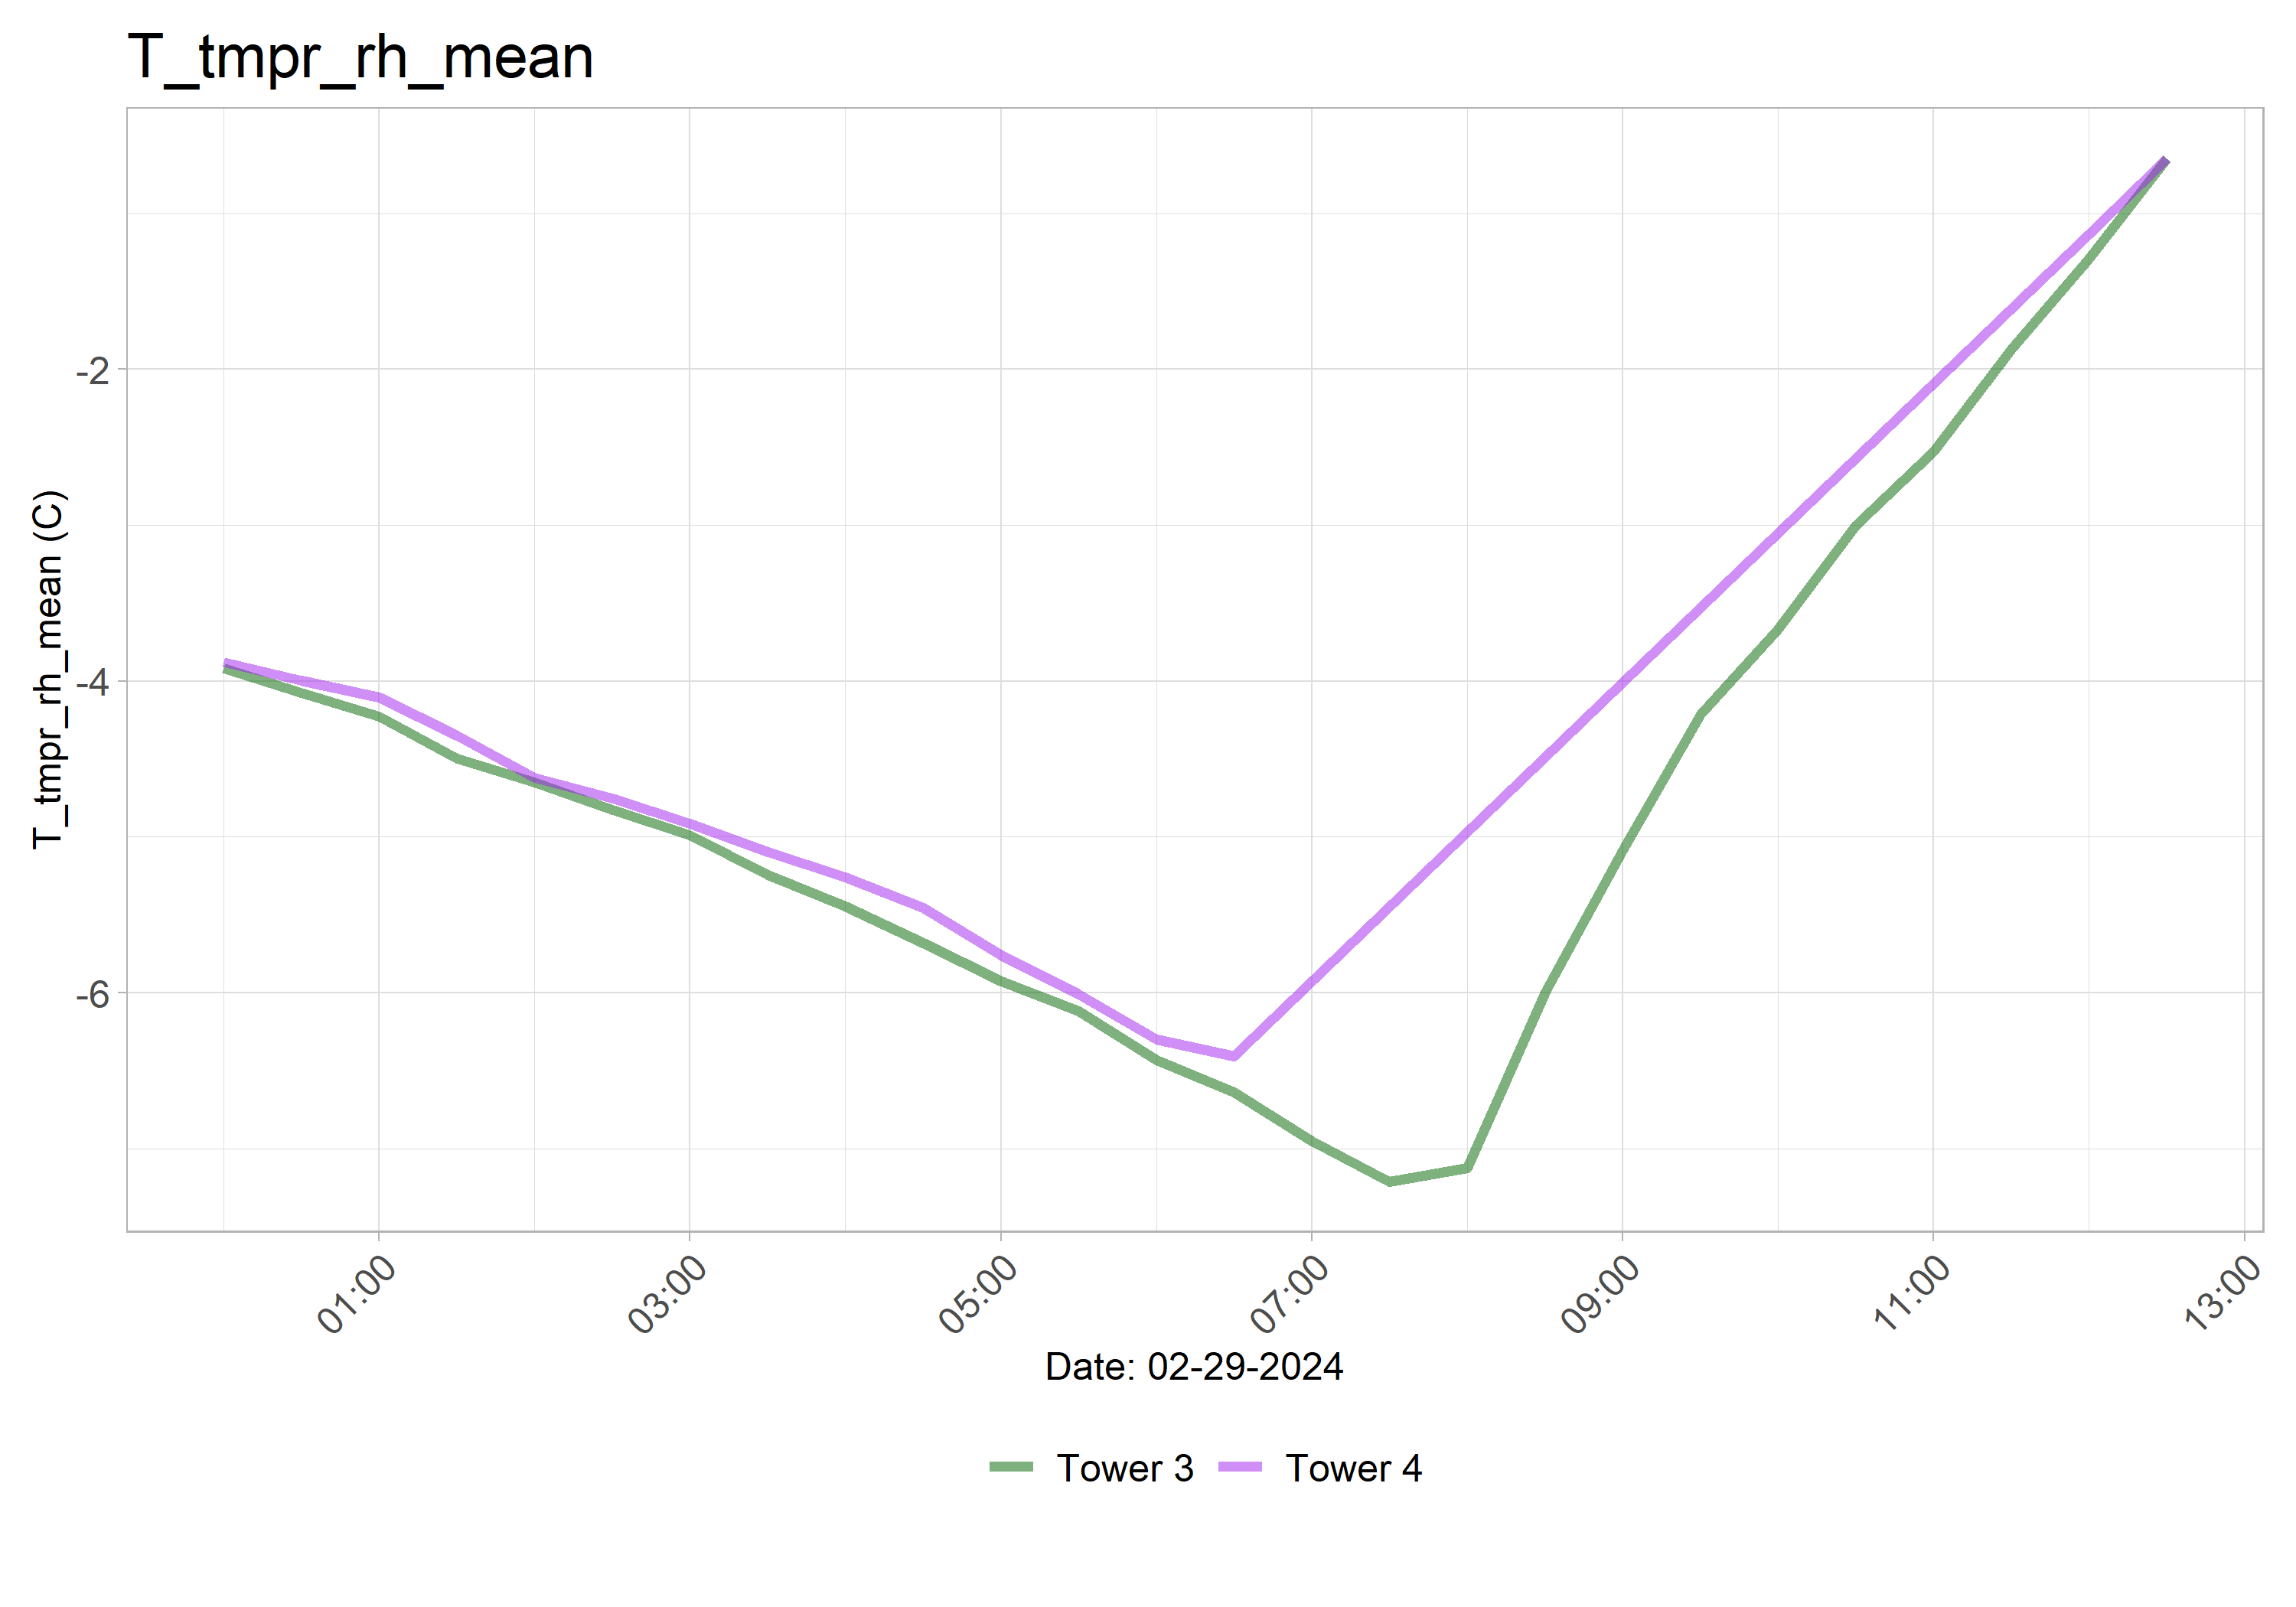 T_tmpr_rh_mean
T_tmpr_rh_mean (C)
-2
-4
-6
01:00
03:00
05:00
07:00
09:00
11:00
13:00
Date: 02-29-2024
Tower 3
Tower 4